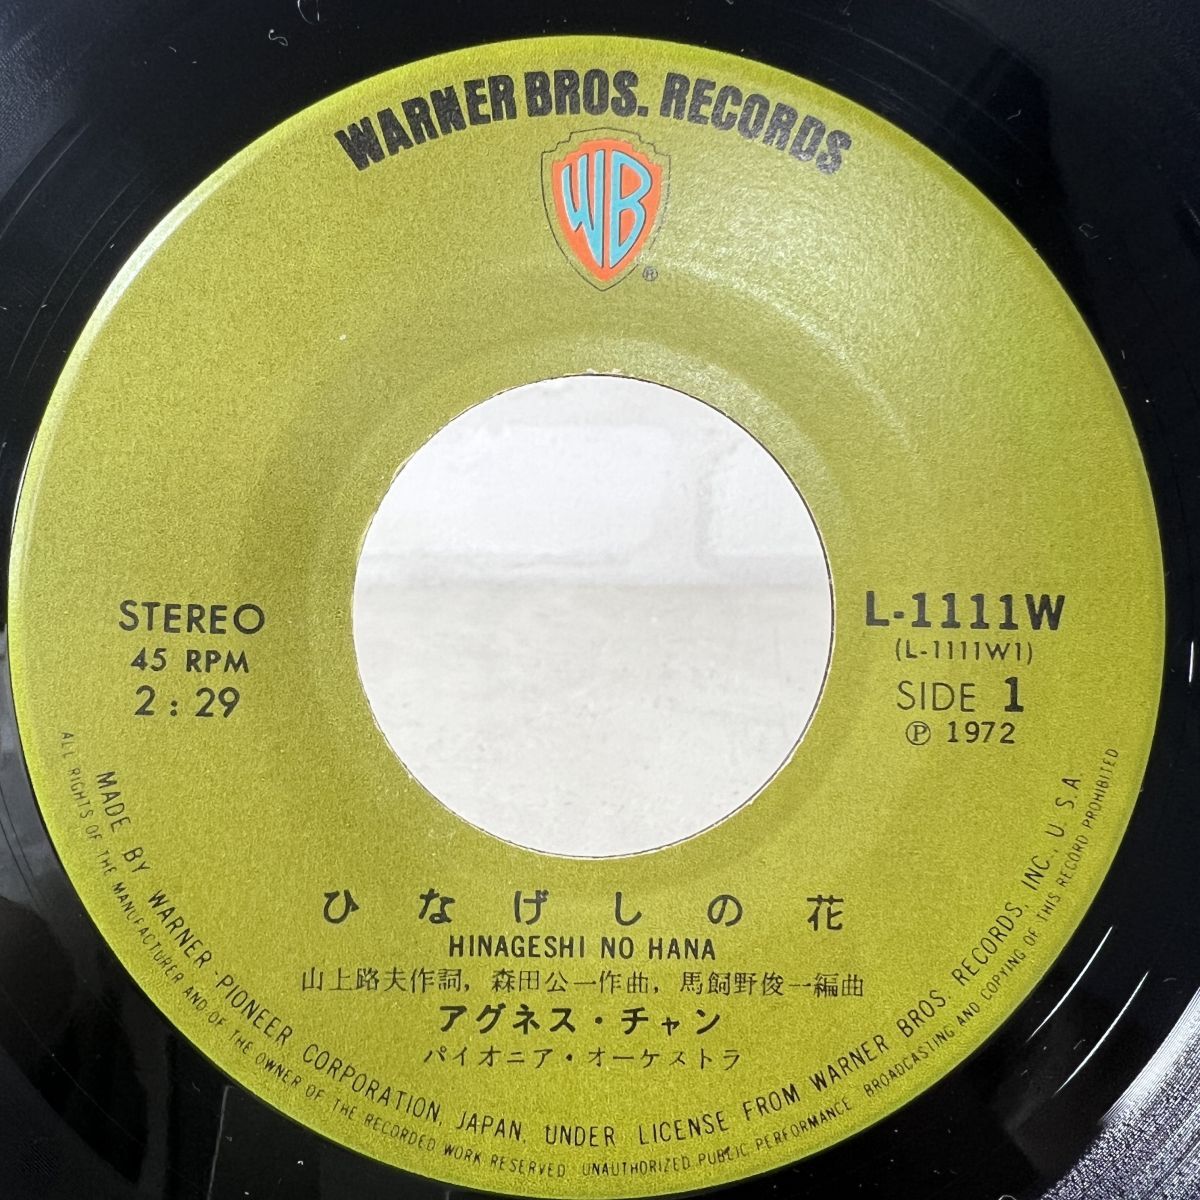 WARNER BROS. RECORDS
WB
®
STEREO
45 RPM
2:29
L-1111W
(L-1111W1)
SIDE 1
Ⓟ 1972
ひなげしの花
HINAGESHI NO HANA
山上路夫作詞, 森田公一作曲, 馬飼野俊一編曲
アグネス・チャン
パイオニア・オーケストラ
MADE BY WARNER-PIONEER CORPORATION, JAPAN, UNDER LICENSE FROM WARNER BROS. RECORDS, INC., U.S.A.
ALL RIGHTS OF THE MANUFACTURER AND OF THE OWNER OF THE RECORDED WORK RESERVED UNAUTHORIZED PUBLIC PERFORMANCE BROADCASTING AND COPYING OF THIS RECORD PROHIBITED